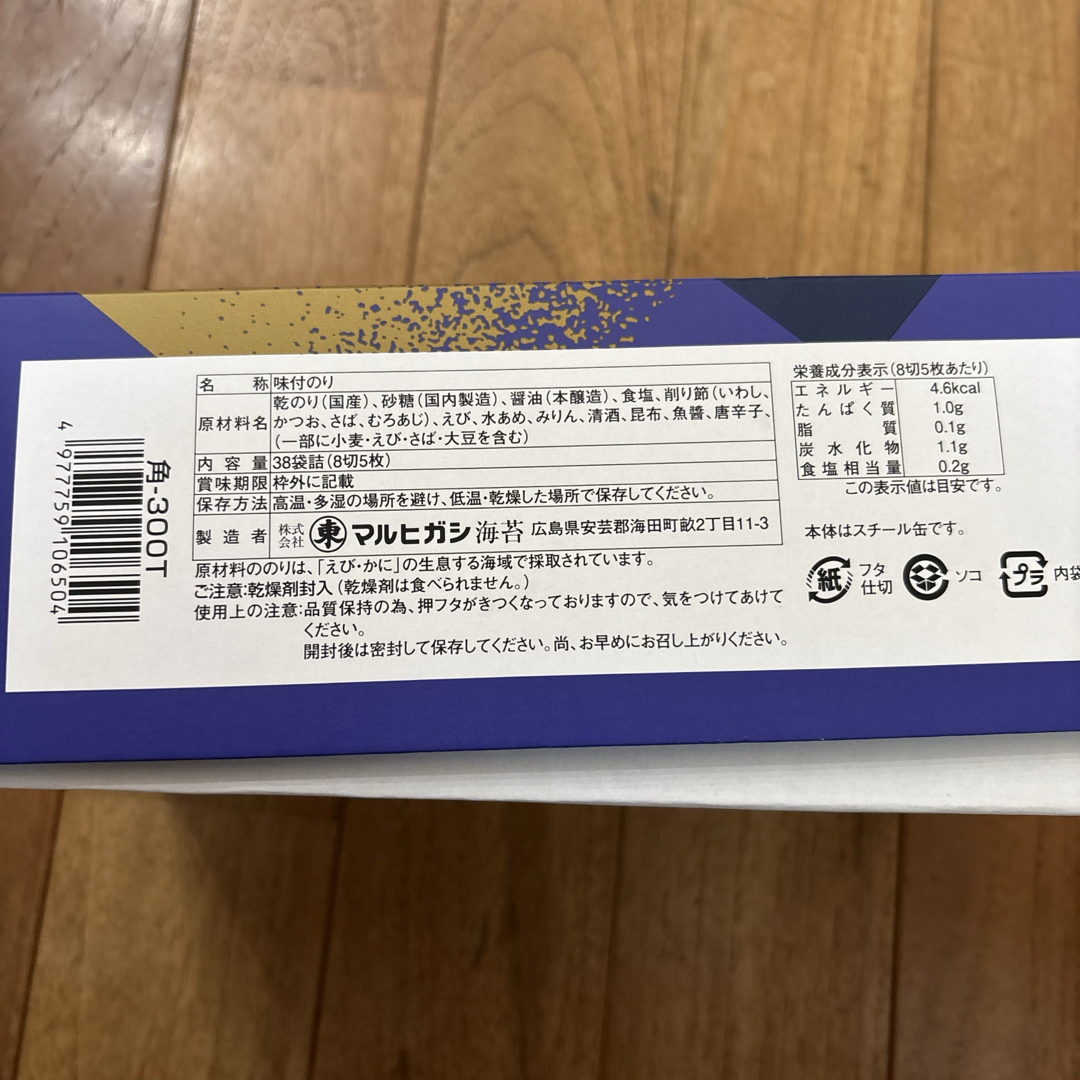 名称 味付のり
原材料名 乾のり(国産)、砂糖(国内製造)、醤油(本醸造)、食塩、削り節(いわし、
かつお、さば、むろあじ)、えび、水あめ、みりん、清酒、昆布、魚醤、唐辛子、
(一部に小麦・えび・さば・大豆を含む)
内容量 38袋詰(8切5枚)
賞味期限 枠外に記載
保存方法 高温・多湿の場所を避け、低温・乾燥した場所で保存してください。
製造者 株式会社 東 マルヒガシ海苔 広島県安芸郡海田町畝2丁目11-3
原材料ののりは、「えび・かに」の生息する海域で採取されています。
ご注意:乾燥剤封入(乾燥剤は食べられません。)
使用上の注意:品質保持の為、押フタがきつくなっておりますので、気をつけてあけて
ください。
開封後は密封して保存してください。尚、お早めにお召し上がりください。
栄養成分表示(8切5枚あたり)
エネルギー 4.6kcal
たんぱく質 1.0g
脂質 0.1g
炭水化物 1.1g
食塩相当量 0.2g
この表示値は目安です。
本体はスチール缶です。
紙 フタ
仕切
ソコ
プラ 内袋
4 977759 106504
角-300T